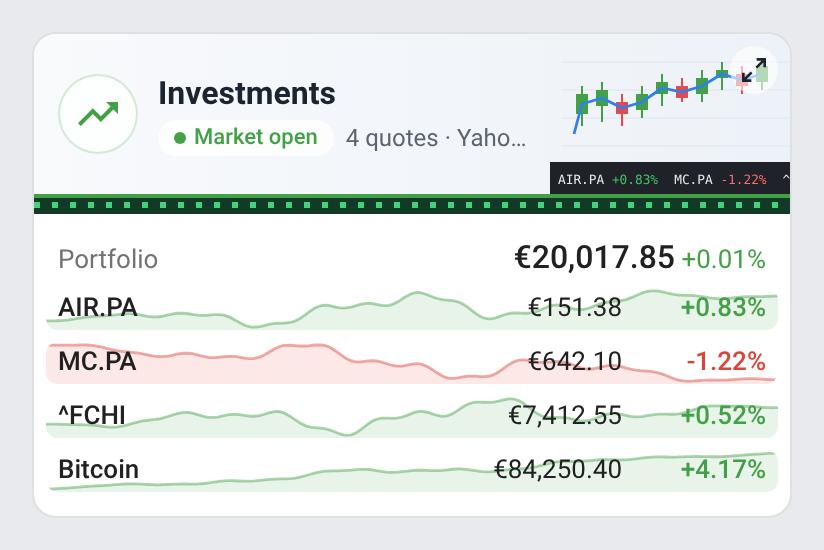 Investments
Market open 4 quotes · Yaho…
AIR.PA +0.83% MC.PA -1.22% ^
Portfolio €20,017.85 +0.01%
AIR.PA €151.38 +0.83%
MC.PA €642.10 -1.22%
^FCHI €7,412.55 +0.52%
Bitcoin €84,250.40 +4.17%